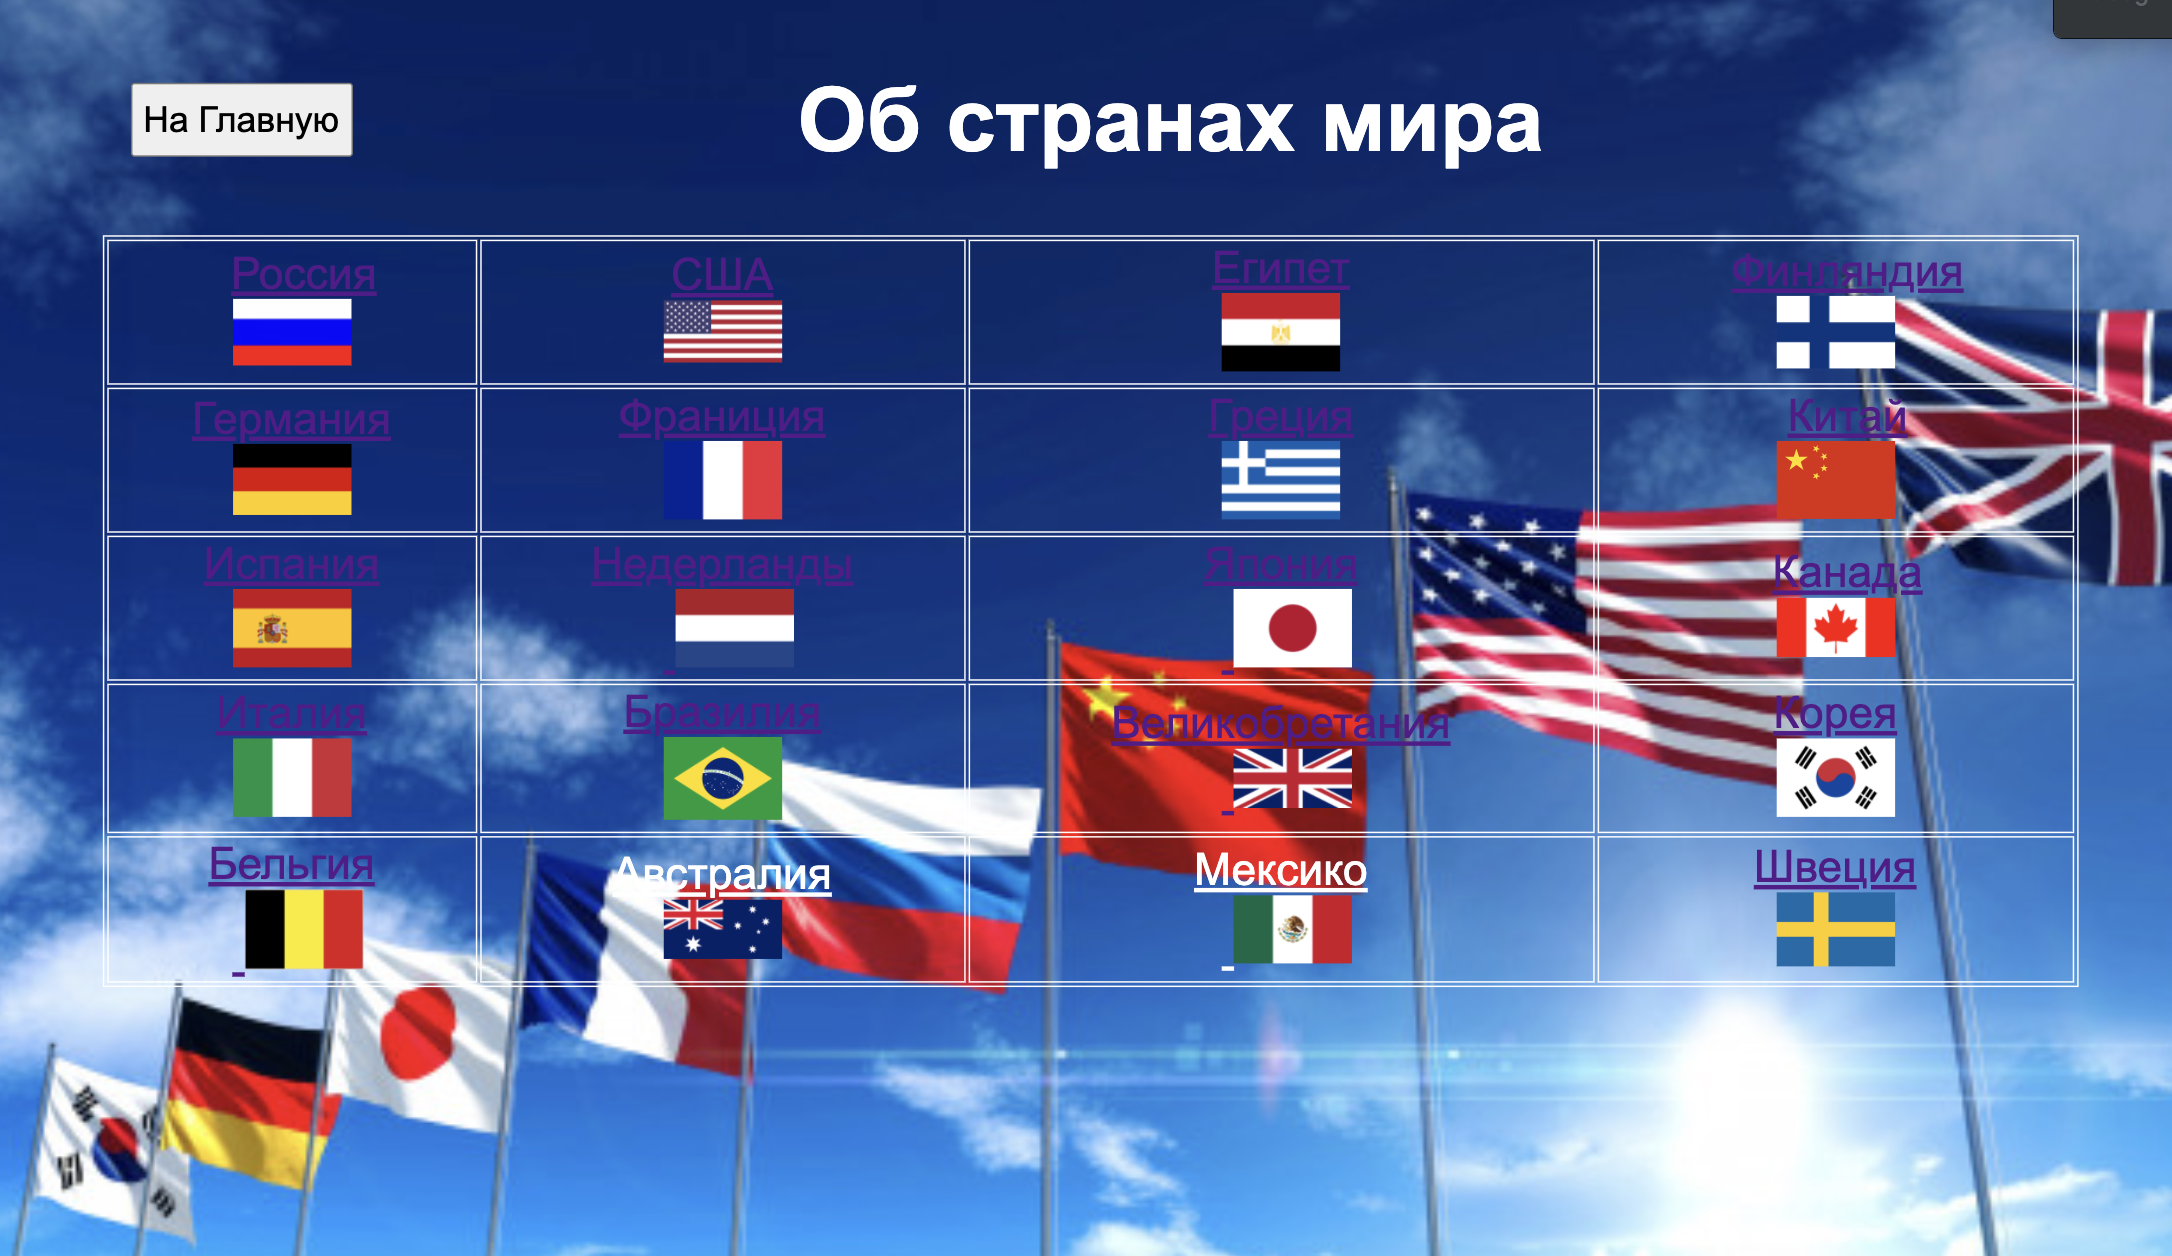 На Главную
Об странах мира
Россия
США
Египет
Финляндия
Германия
Франиция
Греция
Китай
Испания
Недерланды
Япония
Канада
Италия
Бразилия
Великобретания
Корея
Бельгия
Австралия
Мексико
Швеция